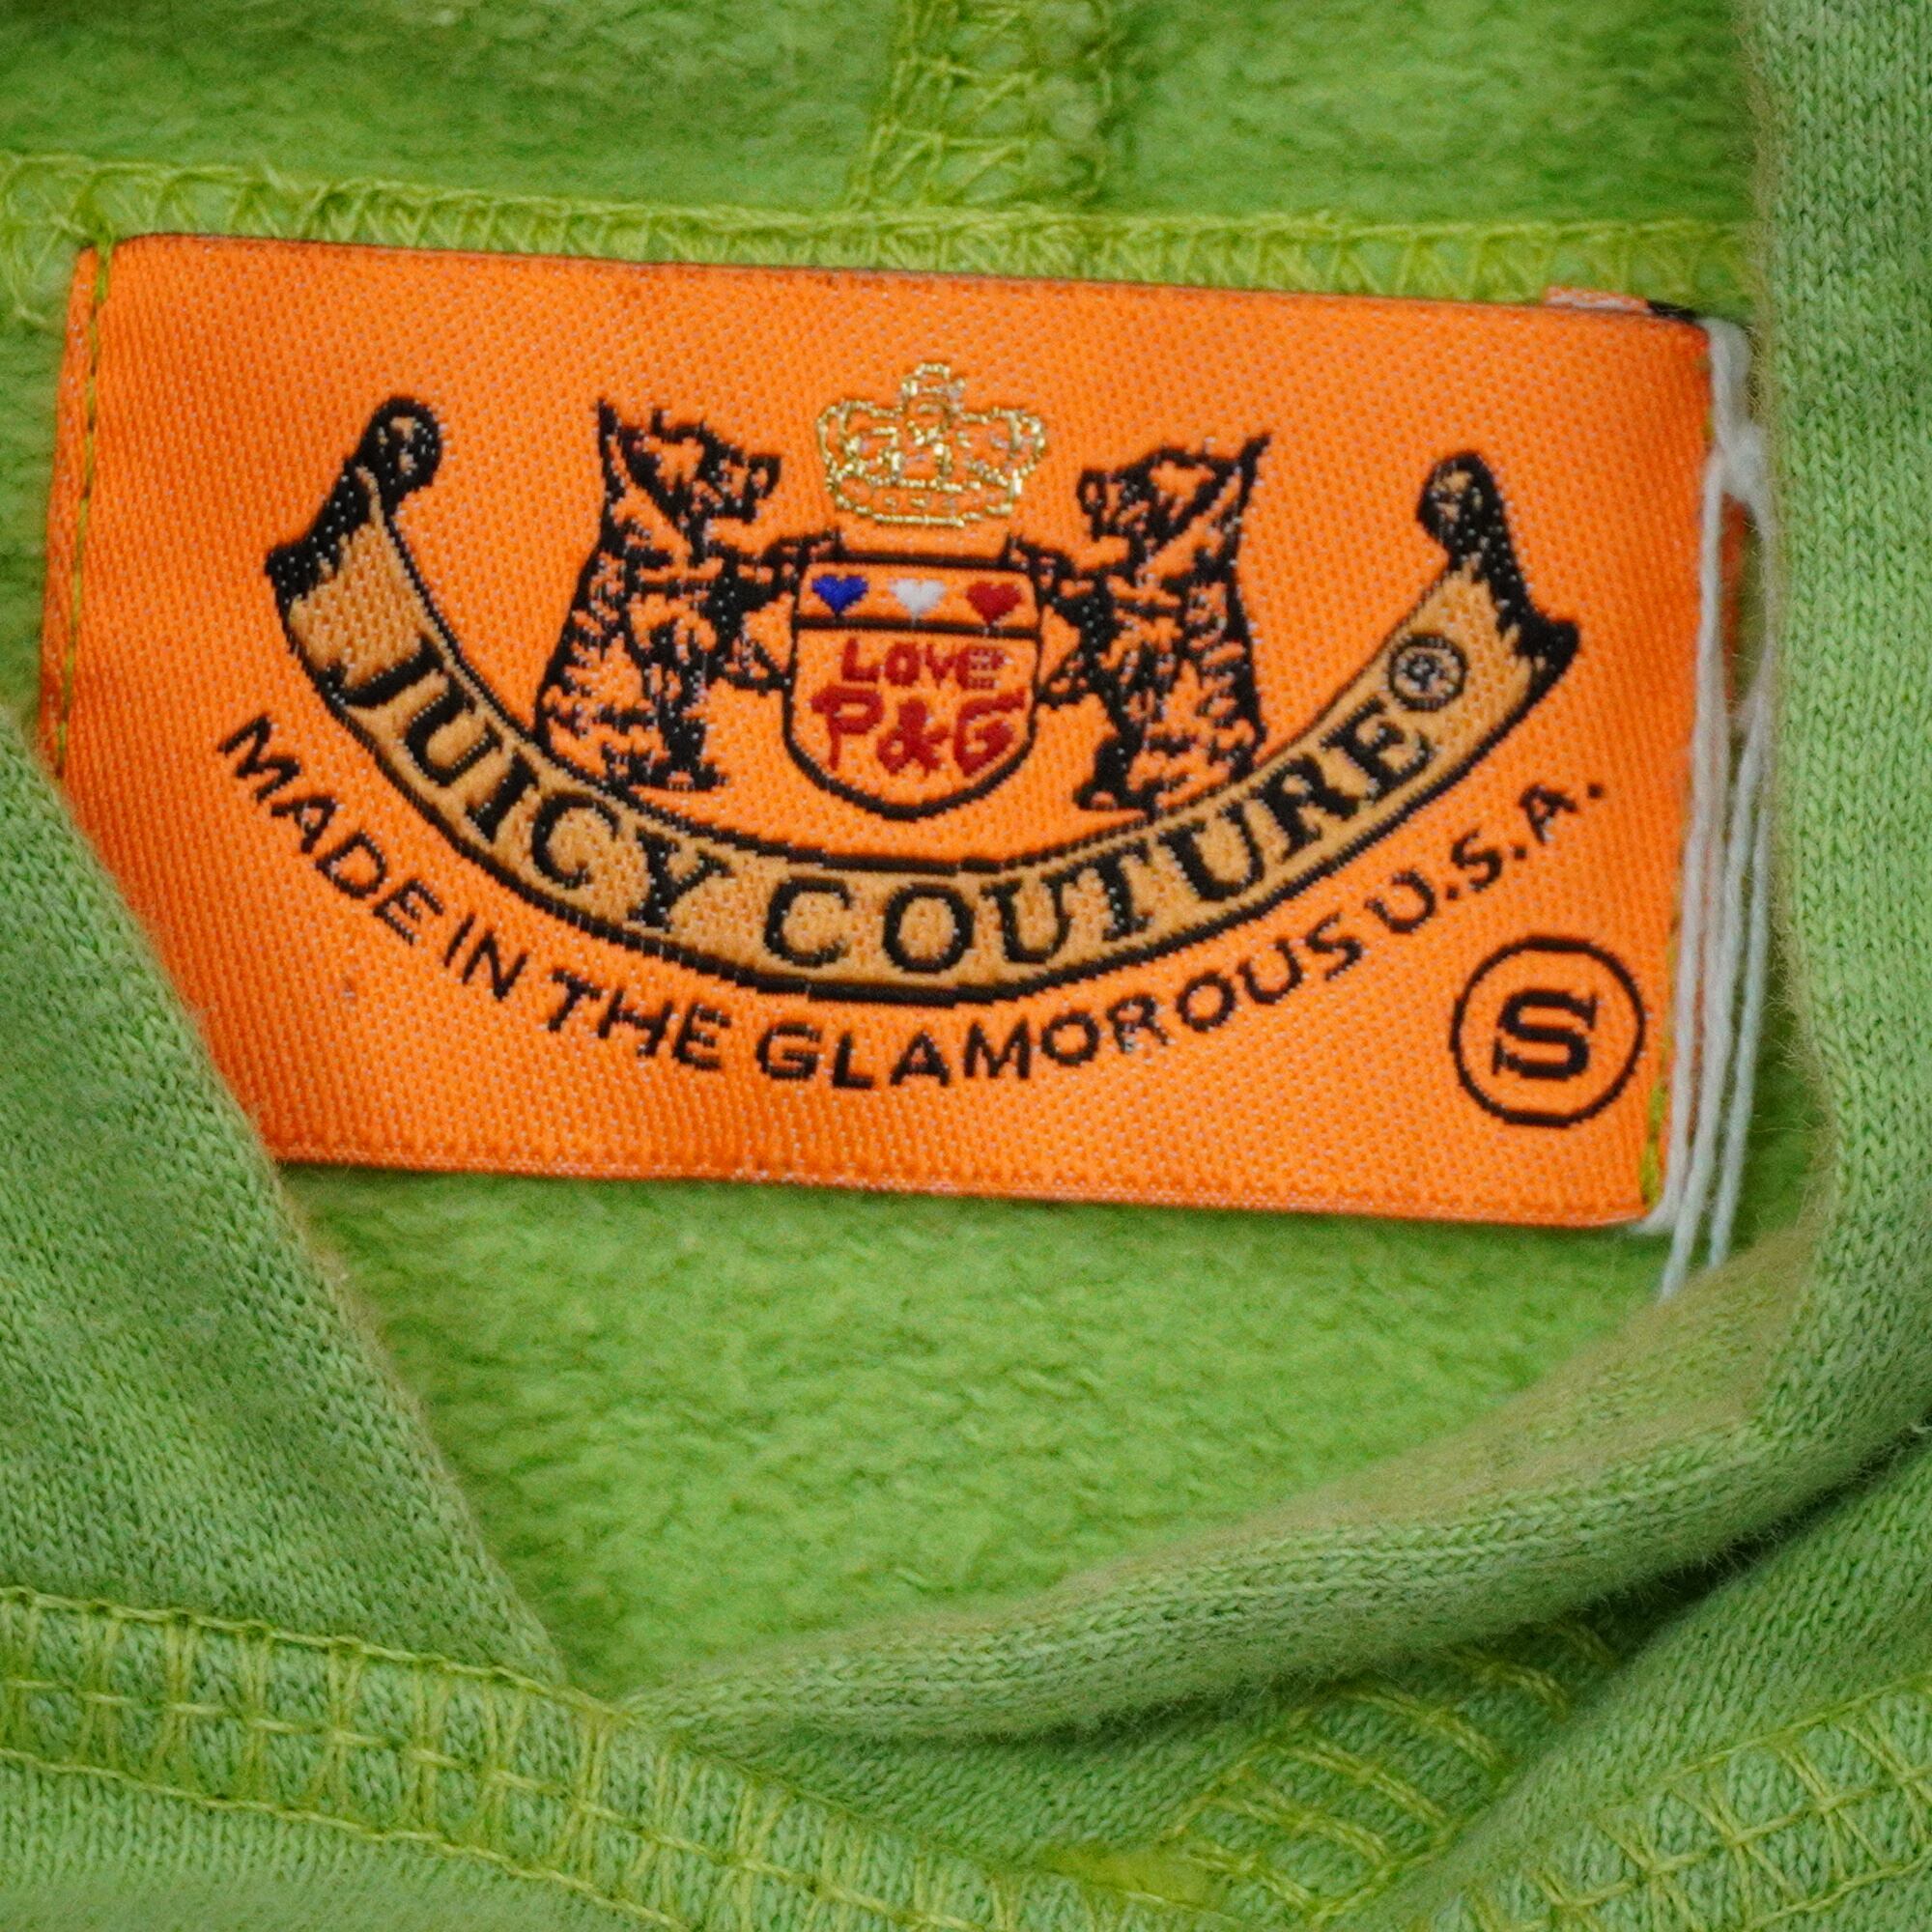 LOVE
P&G
JUICY COUTURE®
MADE IN THE GLAMOROUS U.S.A.
S